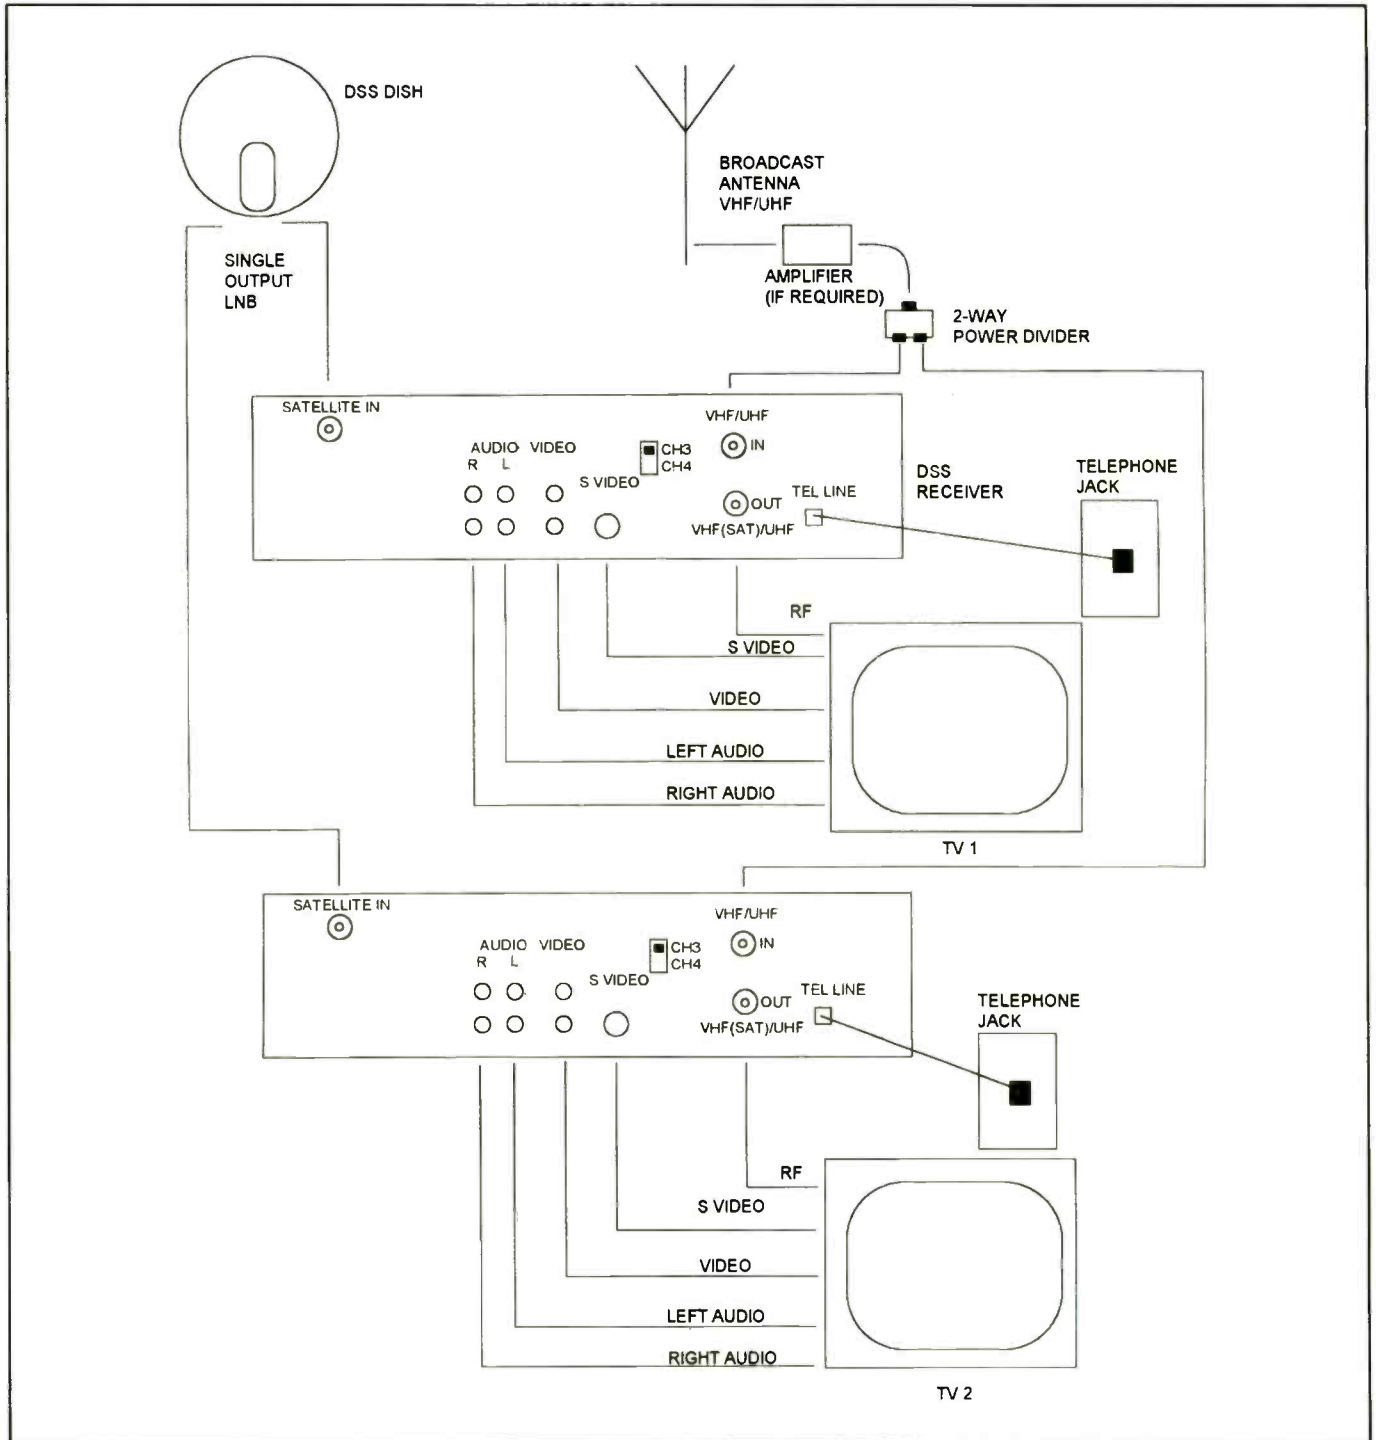 DSS DISH
BROADCAST
ANTENNA
VHF/UHF
SINGLE
OUTPUT
LNB
AMPLIFIER
(IF REQUIRED)
2-WAY
POWER DIVIDER
SATELLITE IN
AUDIO VIDEO
R L
S VIDEO
CH3
CH4
VHF/UHF
IN
OUT
VHF(SAT)/UHF
TEL LINE
DSS
RECEIVER
TELEPHONE
JACK
RF
S VIDEO
VIDEO
LEFT AUDIO
RIGHT AUDIO
TV 1
SATELLITE IN
AUDIO VIDEO
R L
S VIDEO
CH3
CH4
VHF/UHF
IN
OUT
VHF(SAT)/UHF
TEL LINE
TELEPHONE
JACK
RF
S VIDEO
VIDEO
LEFT AUDIO
RIGHT AUDIO
TV 2